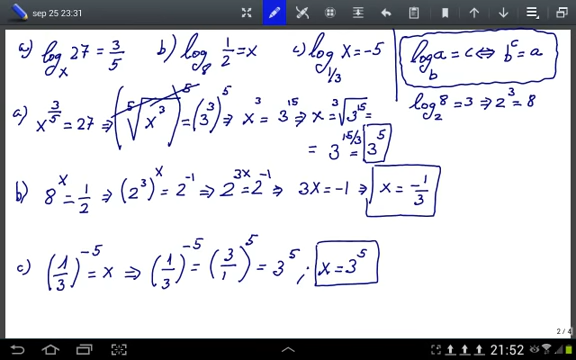 sep 25 23:31
a) log_x 27 = 3/5 b) log_8 1/2 = x c) log_{1/3} x = -5
log_b a = c ⇔ b^c = a
log_2 8 = 3 ⇒ 2^3 = 8
a) x^{3/5} = 27 ⇒ (⁵√x^3)^5 = (3^3)^5 ⇒ x^3 = 3^{15} ⇒ x = ³√3^{15} =
= 3^{15/3} = 3^5
b) 8^x = 1/2 ⇒ (2^3)^x = 2^{-1} ⇒ 2^{3x} = 2^{-1} ⇒ 3x = -1 ⇒ x = -1/3
c) (1/3)^{-5} = x ⇒ (1/3)^{-5} = (3/1)^5 = 3^5 ; x = 3^5
2 / 4
21:52